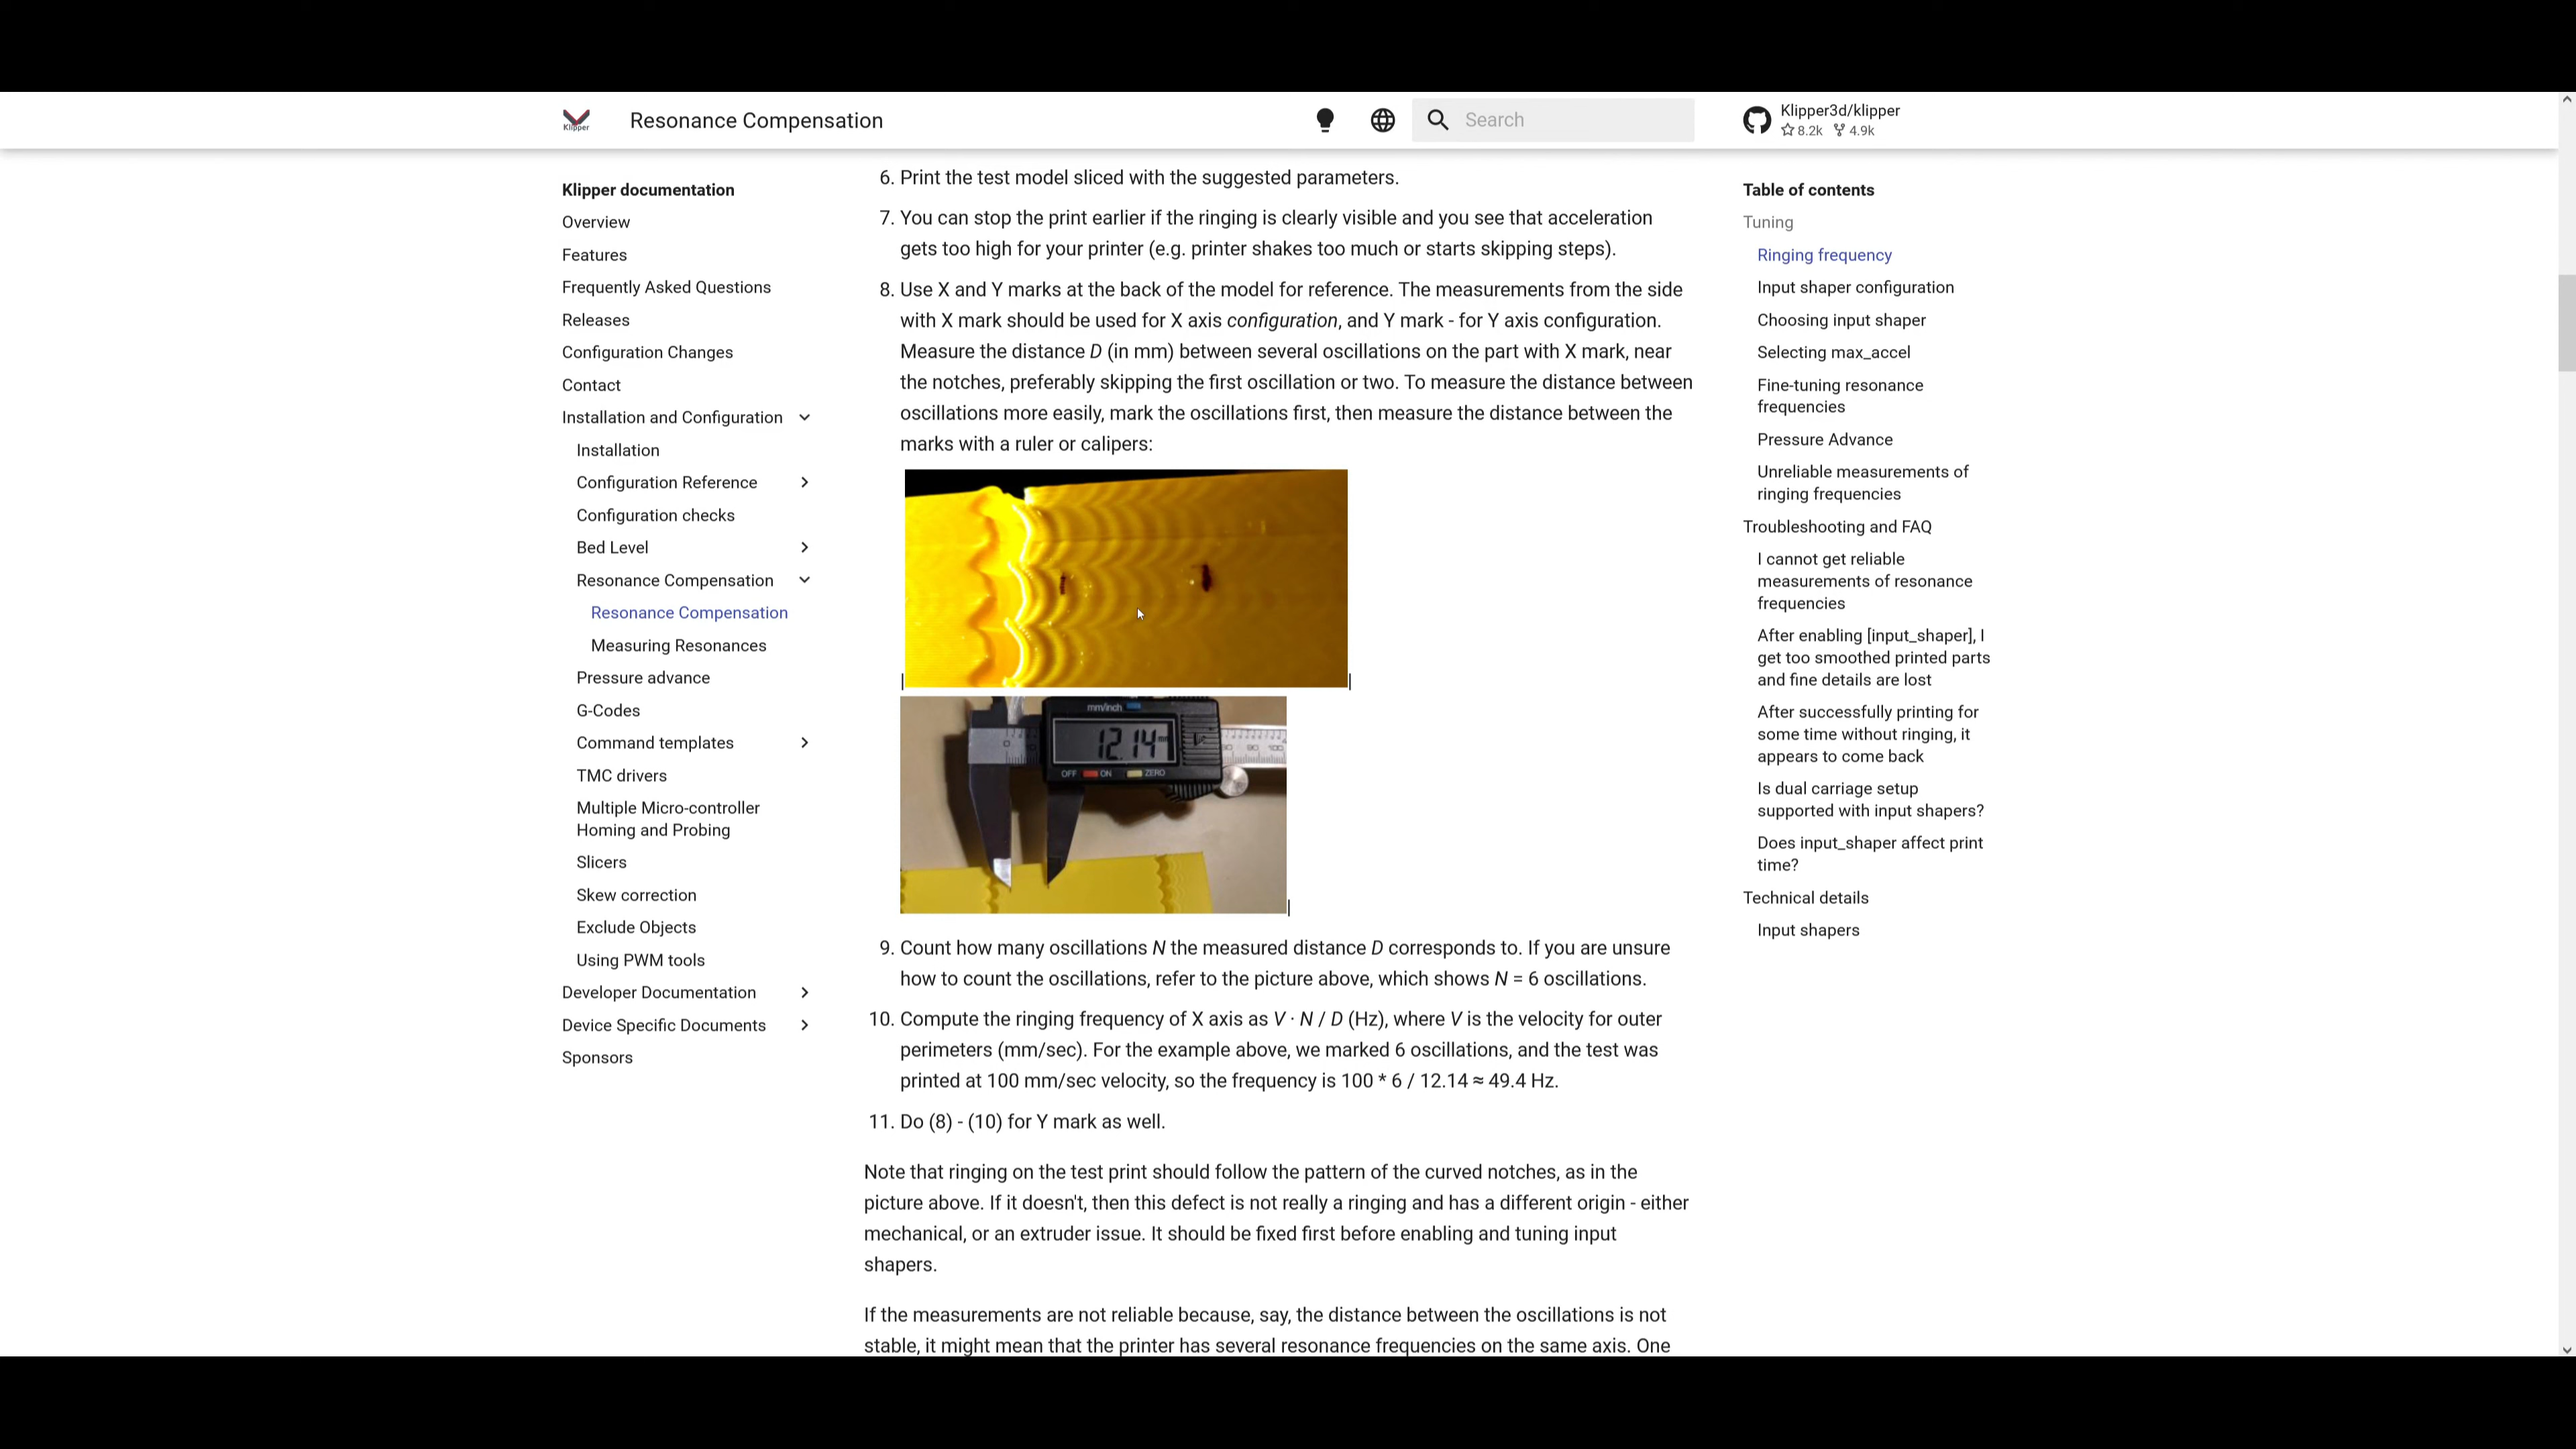 Klipper
Resonance Compensation
Search
Klipper3d/klipper
8.2k 4.9k
Klipper documentation
Overview
Features
Frequently Asked Questions
Releases
Configuration Changes
Contact
Installation and Configuration
Installation
Configuration Reference
Configuration checks
Bed Level
Resonance Compensation
Resonance Compensation
Measuring Resonances
Pressure advance
G-Codes
Command templates
TMC drivers
Multiple Micro-controller
Homing and Probing
Slicers
Skew correction
Exclude Objects
Using PWM tools
Developer Documentation
Device Specific Documents
Sponsors
6. Print the test model sliced with the suggested parameters.
7. You can stop the print earlier if the ringing is clearly visible and you see that acceleration
gets too high for your printer (e.g. printer shakes too much or starts skipping steps).
8. Use X and Y marks at the back of the model for reference. The measurements from the side
with X mark should be used for X axis configuration, and Y mark - for Y axis configuration.
Measure the distance D (in mm) between several oscillations on the part with X mark, near
the notches, preferably skipping the first oscillation or two. To measure the distance between
oscillations more easily, mark the oscillations first, then measure the distance between the
marks with a ruler or calipers:
|
|
mm/inch
12.14 mm
OFF ON ZERO
|
9. Count how many oscillations N the measured distance D corresponds to. If you are unsure
how to count the oscillations, refer to the picture above, which shows N = 6 oscillations.
10. Compute the ringing frequency of X axis as V · N / D (Hz), where V is the velocity for outer
perimeters (mm/sec). For the example above, we marked 6 oscillations, and the test was
printed at 100 mm/sec velocity, so the frequency is 100 * 6 / 12.14 ≈ 49.4 Hz.
11. Do (8) - (10) for Y mark as well.
Note that ringing on the test print should follow the pattern of the curved notches, as in the
picture above. If it doesn't, then this defect is not really a ringing and has a different origin - either
mechanical, or an extruder issue. It should be fixed first before enabling and tuning input
shapers.
If the measurements are not reliable because, say, the distance between the oscillations is not
stable, it might mean that the printer has several resonance frequencies on the same axis. One
Table of contents
Tuning
Ringing frequency
Input shaper configuration
Choosing input shaper
Selecting max_accel
Fine-tuning resonance
frequencies
Pressure Advance
Unreliable measurements of
ringing frequencies
Troubleshooting and FAQ
I cannot get reliable
measurements of resonance
frequencies
After enabling [input_shaper], I
get too smoothed printed parts
and fine details are lost
After successfully printing for
some time without ringing, it
appears to come back
Is dual carriage setup
supported with input shapers?
Does input_shaper affect print
time?
Technical details
Input shapers